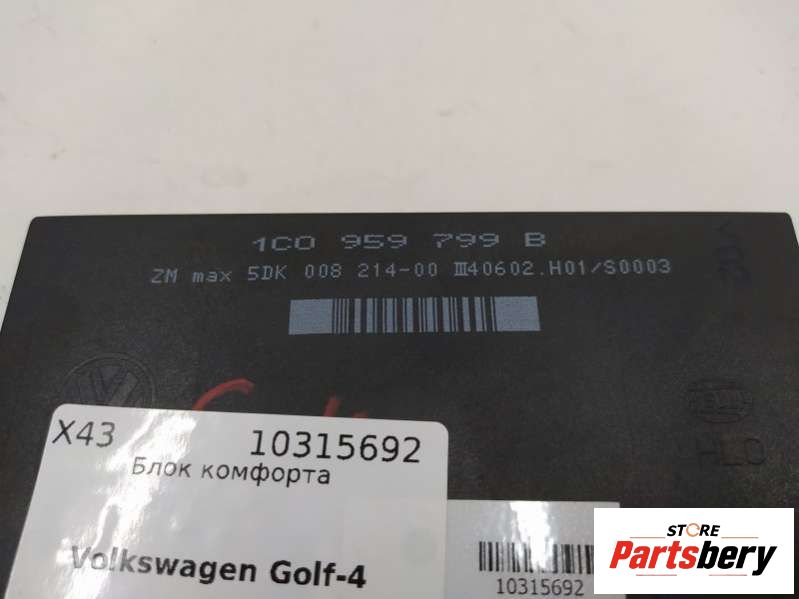 1C0 959 799 B
ZM max 5DK 008 214-00 III40602.H01/S0003
X43 10315692
Блок комфорта
Volkswagen Golf-4
10315692
STORE
Partsbery